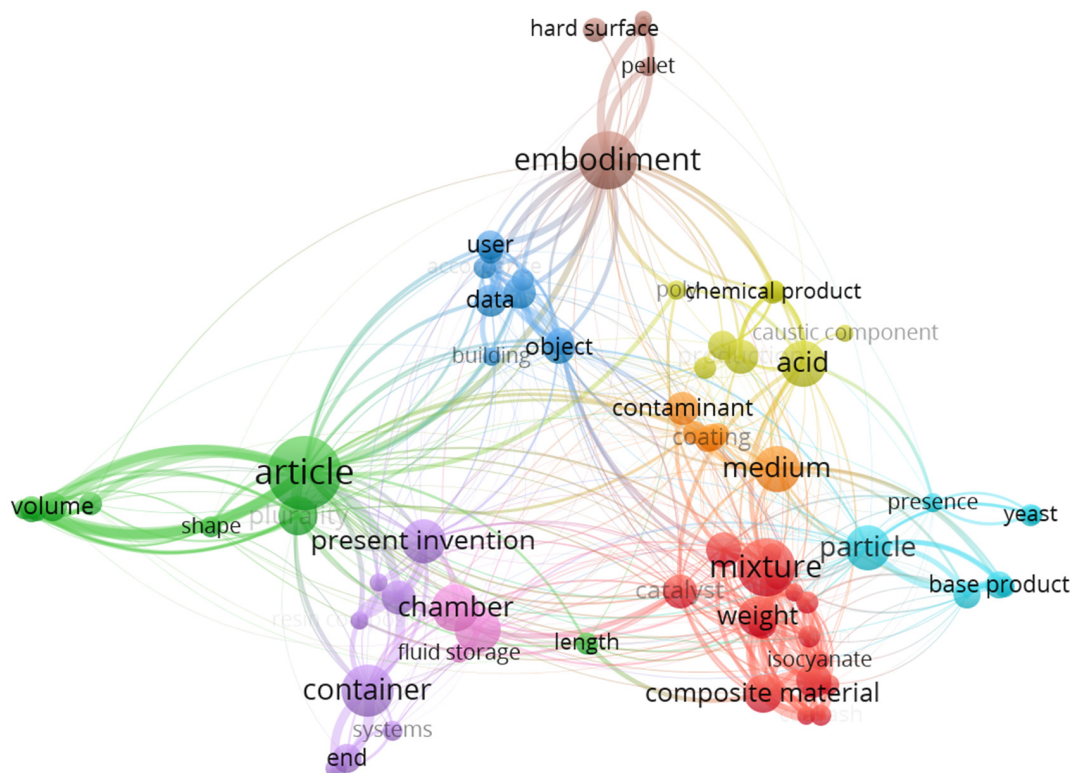 hard surface
pellet
embodiment
user
data
poly
chemical product
building
object
caustic component
acid
contaminant
coating
medium
article
volume
shape
plurality
presence
yeast
present invention
mixture
particle
catalyst
base product
chamber
weight
length
fluid storage
isocyanate
container
composite material
systems
end